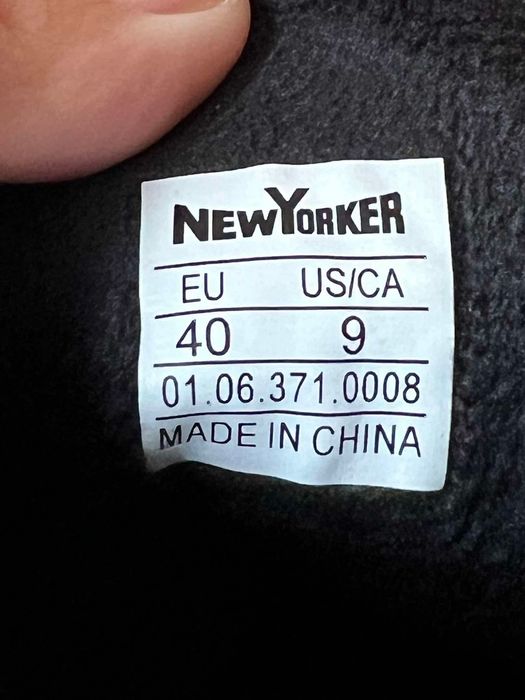 NEWYORKER
EU US/CA
40 9
01.06.371.0008
MADE IN CHINA